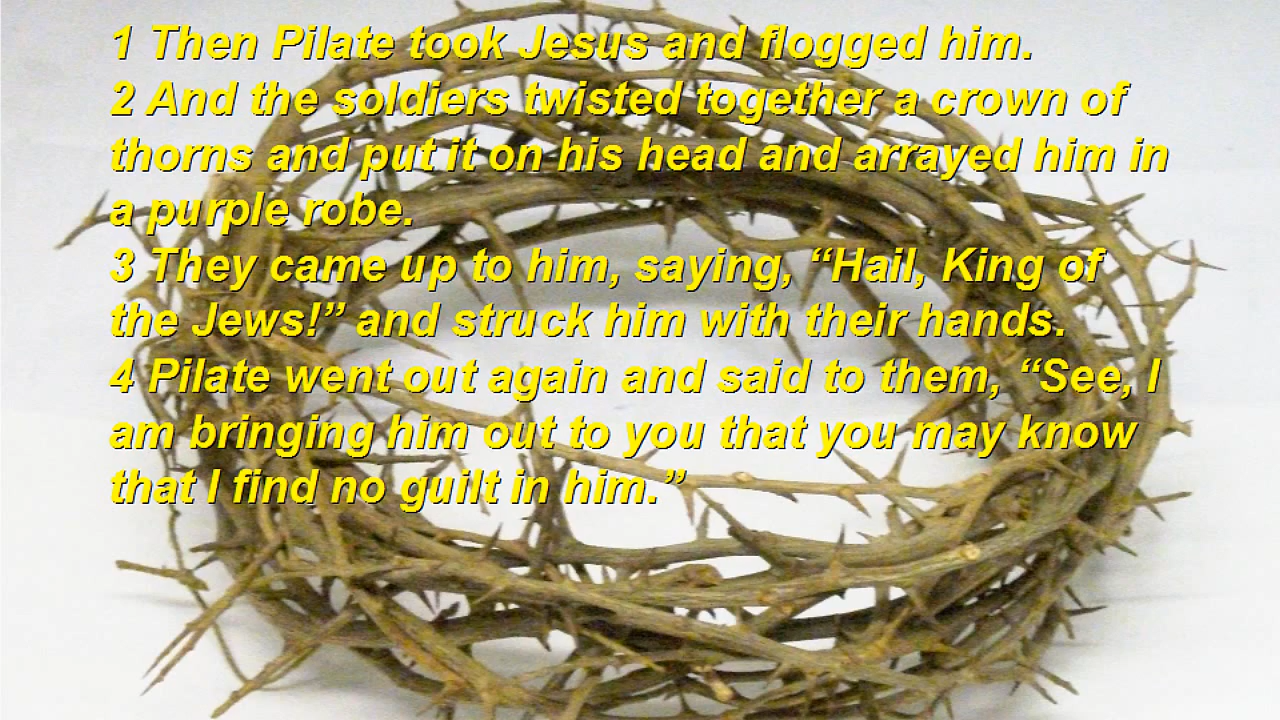 1 Then Pilate took Jesus and flogged him.
2 And the soldiers twisted together a crown of
thorns and put it on his head and arrayed him in
a purple robe.
3 They came up to him, saying, “Hail, King of
the Jews!” and struck him with their hands.
4 Pilate went out again and said to them, “See, I
am bringing him out to you that you may know
that I find no guilt in him.”